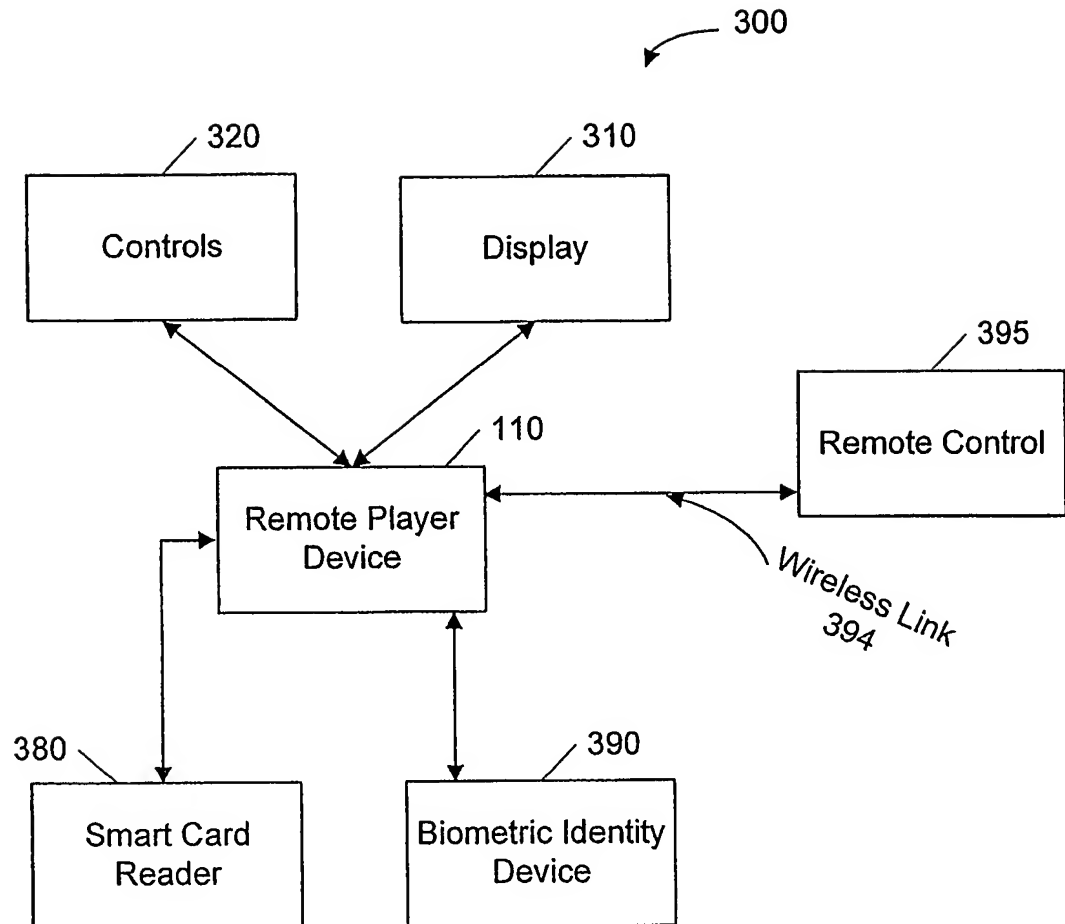 300
320
310
Controls
Display
395
Remote Control
110
Remote Player
Device
Wireless Link
394
380
390
Smart Card
Reader
Biometric Identity
Device